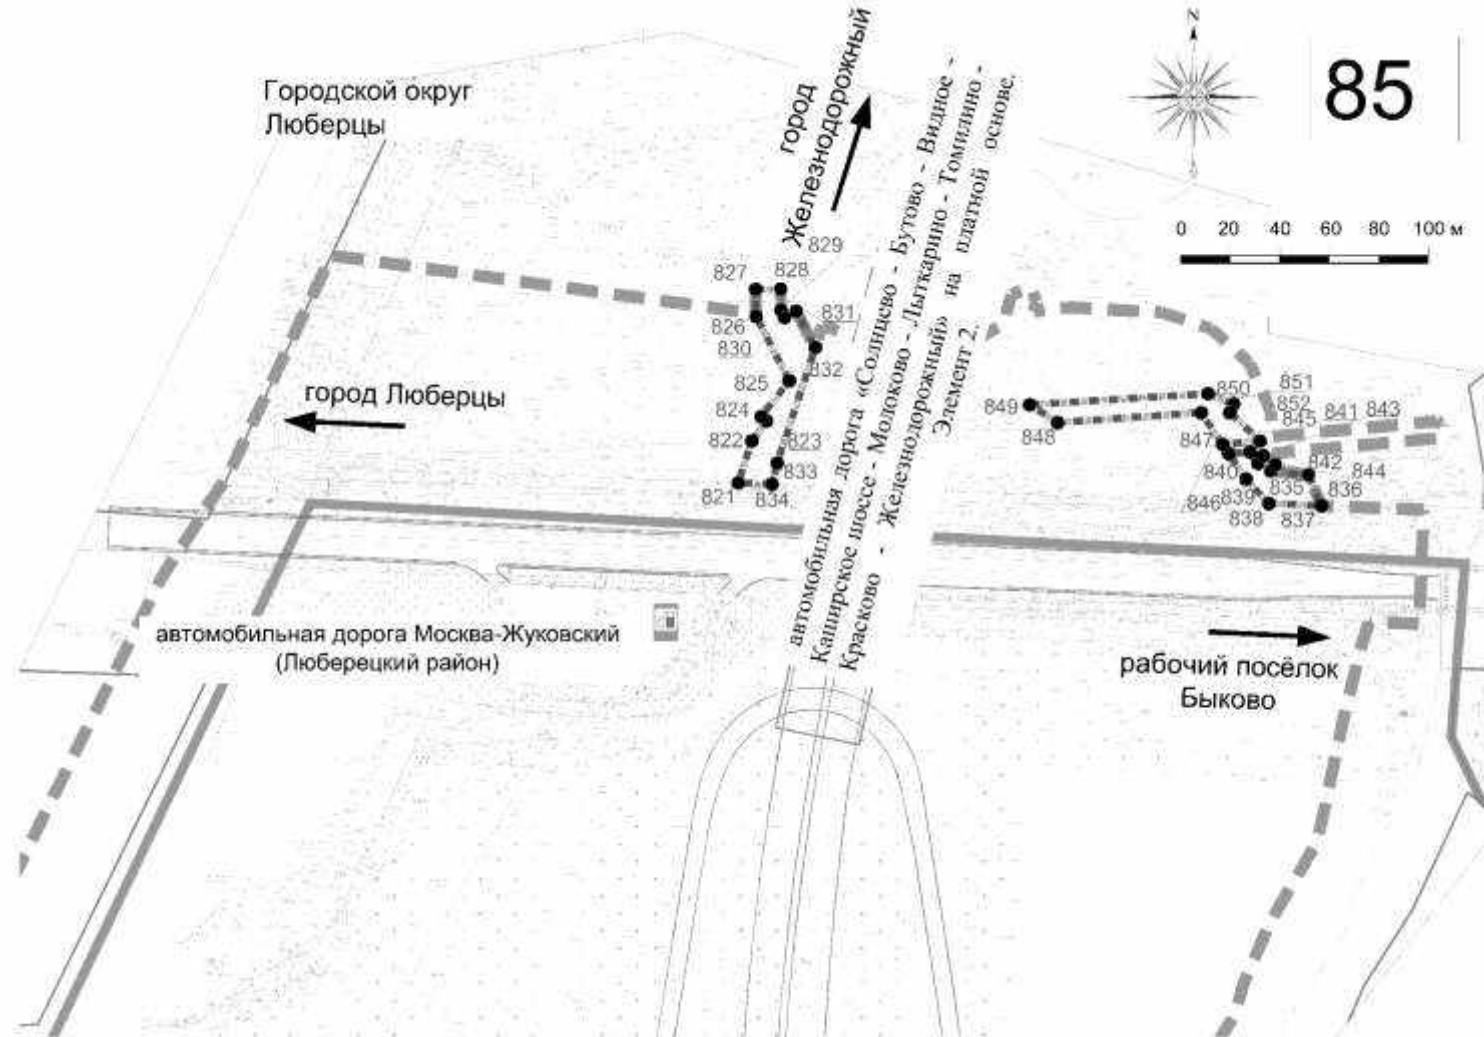 Городской округ
Люберцы
город
Железнодорожный
автомобильная дорога «Солнцево - Бутово - Видное -
Каширское шоссе - Молоково - Лыткарино - Томилино -
Красково - Железнодорожный» на платной основе.
Элемент 2.
N
85
0 20 40 60 80 100 м
829
827 828
831
826
830
832
825
824
822 823
833
821 834
город Люберцы
850 851
849 852 841 843
845
848
847
842
840 844
839 835 836
846
838 837
автомобильная дорога Москва-Жуковский
(Люберецкий район)
рабочий посёлок
Быково